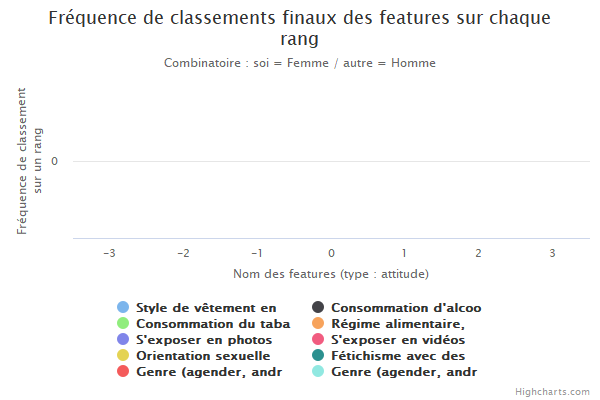 Fréquence de classements finaux des features sur chaque
rang
Combinatoire : soi = Femme / autre = Homme
Fréquence de classement
sur un rang
0
-3 -2 -1 0 1 2 3
Nom des features (type : attitude)
Style de vêtement en
Consommation d'alcoo
Consommation du taba
Régime alimentaire,
S'exposer en photos
S'exposer en vidéos
Orientation sexuelle
Fétichisme avec des
Genre (agender, andr
Genre (agender, andr
Highcharts.com